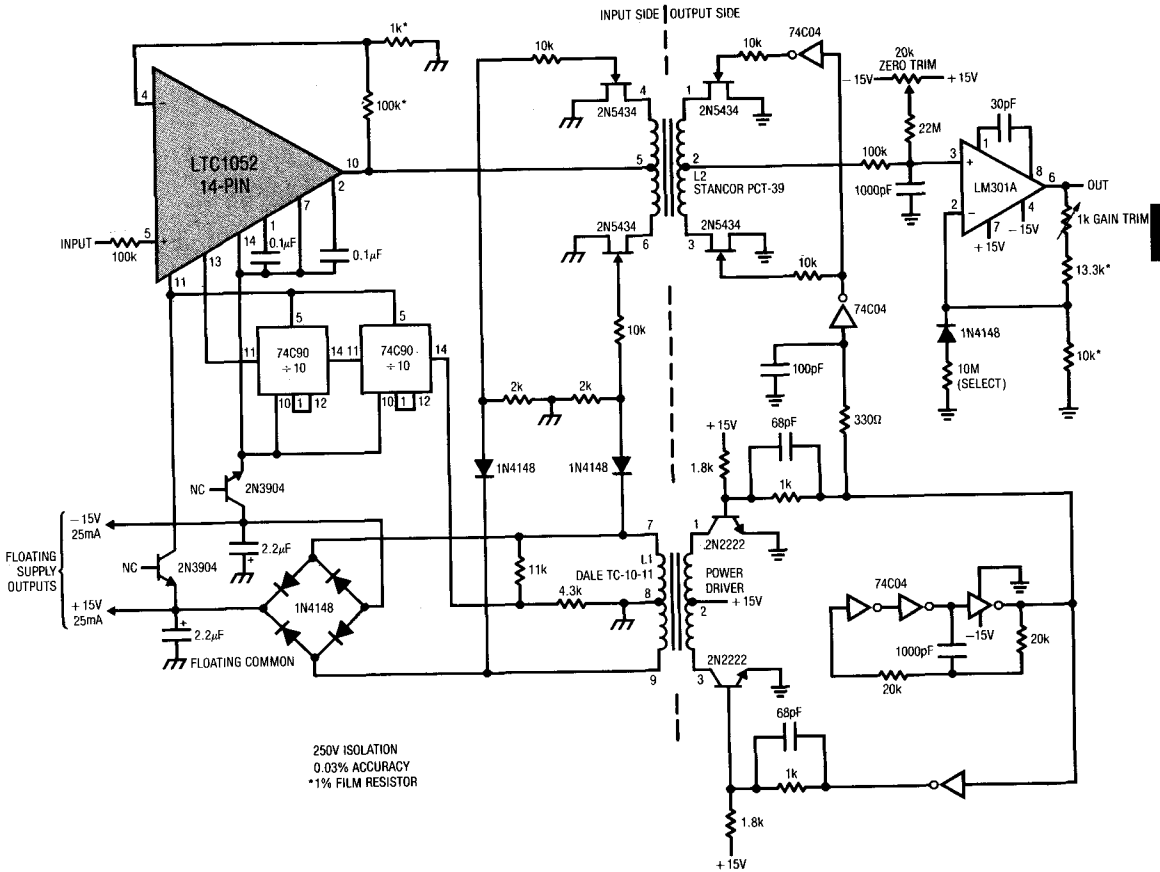 INPUT SIDE
OUTPUT SIDE
1k*
10k
10k
74C04
20k
ZERO TRIM
−15V
+15V
4
−
100k*
4
2N5434
1
2N5434
30pF
22M
LTC1052
14-PIN
10
2
7
1
14
13
5
+
11
INPUT
100k
0.1µF
0.1µF
5
2
L2
STANCOR PCT-39
100k
1000pF
3
+
1
8
6
OUT
LM301A
2
−
4
7
−15V
+15V
1k GAIN TRIM
2N5434
6
3
2N5434
10k
13.3k*
74C04
5
5
11
74C90
÷10
14
11
74C90
÷10
14
10
1
12
10
1
12
10k
100pF
1N4148
10M
(SELECT)
10k*
2k
2k
330Ω
+15V
68pF
1.8k
1k
1N4148
1N4148
NC
2N3904
−15V
25mA
FLOATING
SUPPLY
OUTPUTS
NC
2N3904
+15V
25mA
2.2µF
+
2.2µF
+
1N4148
FLOATING COMMON
11k
4.3k
7
L1
DALE TC-10-11
8
9
1
2N2222
POWER
DRIVER
2
+15V
3
2N2222
74C04
−15V
1000pF
20k
20k
68pF
1k
1.8k
+15V
250V ISOLATION
0.03% ACCURACY
*1% FILM RESISTOR